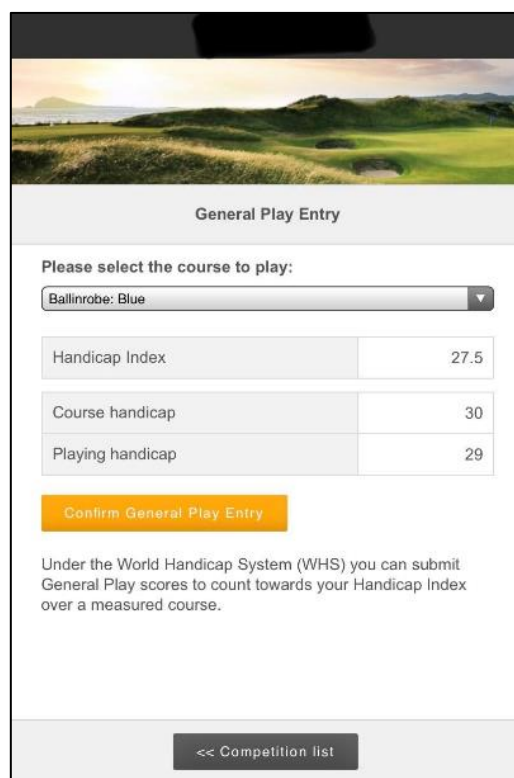 General Play Entry
Please select the course to play:
Ballinrobe: Blue
Handicap Index 27.5
Course handicap 30
Playing handicap 29
Confirm General Play Entry
Under the World Handicap System (WHS) you can submit
General Play scores to count towards your Handicap Index
over a measured course.
<< Competition list